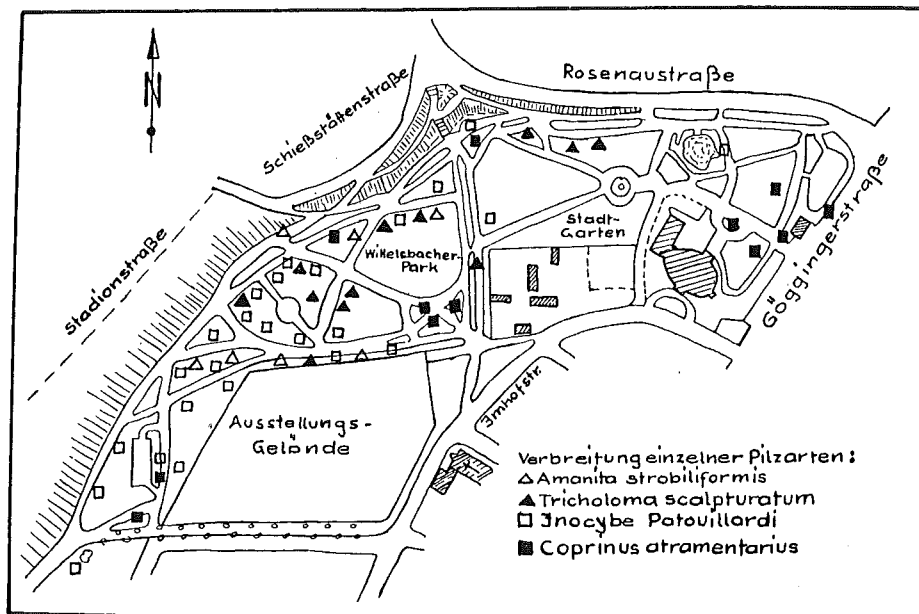 N
Rosenaustraße
Schießstättenstraße
Stadionstraße
Wittelsbacher-
Park
Stadt-
Garten
Göggingerstraße
Ausstellungs-
Gelände
Imhofstr.
Verbreitung einzelner Pilzarten:
△ Amanita strobiliformis
▲ Tricholoma scalpturatum
□ Inocybe Patouillardi
■ Coprinus atramentarius